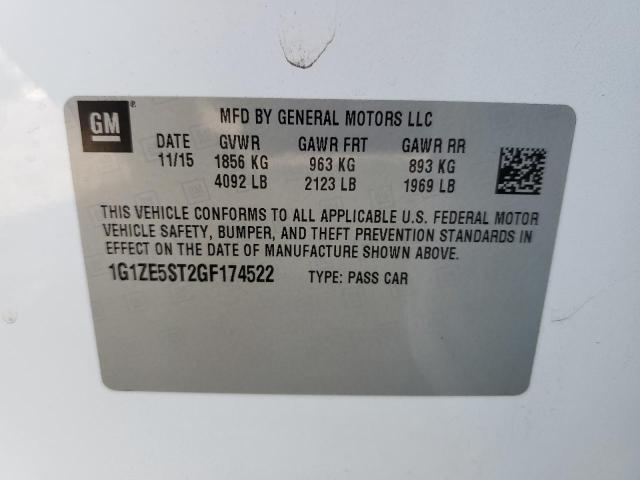 GM ®
MFD BY GENERAL MOTORS LLC
DATE GVWR GAWR FRT GAWR RR
11/15 1856 KG 963 KG 893 KG
4092 LB 2123 LB 1969 LB
THIS VEHICLE CONFORMS TO ALL APPLICABLE U.S. FEDERAL MOTOR
VEHICLE SAFETY, BUMPER, AND THEFT PREVENTION STANDARDS IN
EFFECT ON THE DATE OF MANUFACTURE SHOWN ABOVE.
1G1ZE5ST2GF174522 TYPE: PASS CAR